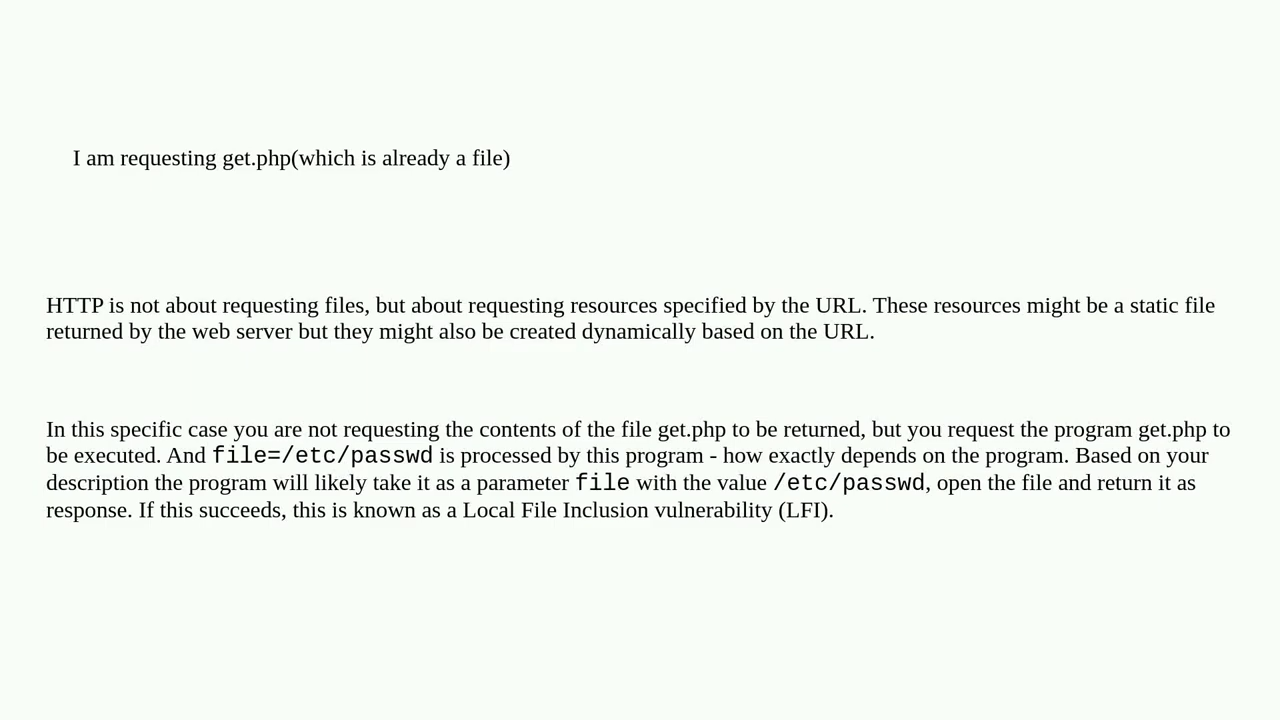 I am requesting get.php(which is already a file)
HTTP is not about requesting files, but about requesting resources specified by the URL. These resources might be a static file
returned by the web server but they might also be created dynamically based on the URL.
In this specific case you are not requesting the contents of the file get.php to be returned, but you request the program get.php to
be executed. And file=/etc/passwd is processed by this program - how exactly depends on the program. Based on your
description the program will likely take it as a parameter file with the value /etc/passwd, open the file and return it as
response. If this succeeds, this is known as a Local File Inclusion vulnerability (LFI).